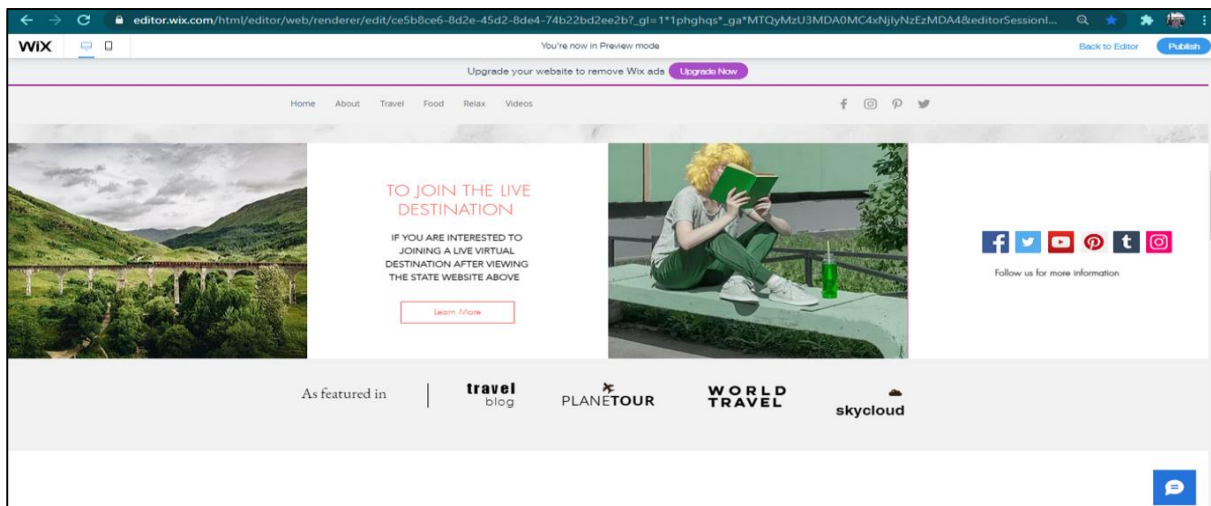 editor.wix.com/html/editor/web/renderer/edit/ce5b8ce6-8d2e-45d2-8de4-74b22bd2ee2b?_gl=1*1phghqs*_ga*MTQyMzU3MDA0MC4xNjIyNzEzMDA4&editorSessionI...
WiX
You're now in Preview mode
Back to Editor
Publish
Upgrade your website to remove Wix ads
Upgrade Now
Home About Travel Food Relax Videos
TO JOIN THE LIVE
DESTINATION
IF YOU ARE INTERESTED TO
JOINING A LIVE VIRTUAL
DESTINATION AFTER VIEWING
THE STATE WEBSITE ABOVE
Learn More
Follow us for more information
As featured in
travel
blog
PLANETOUR
WORLD
TRAVEL
skycloud